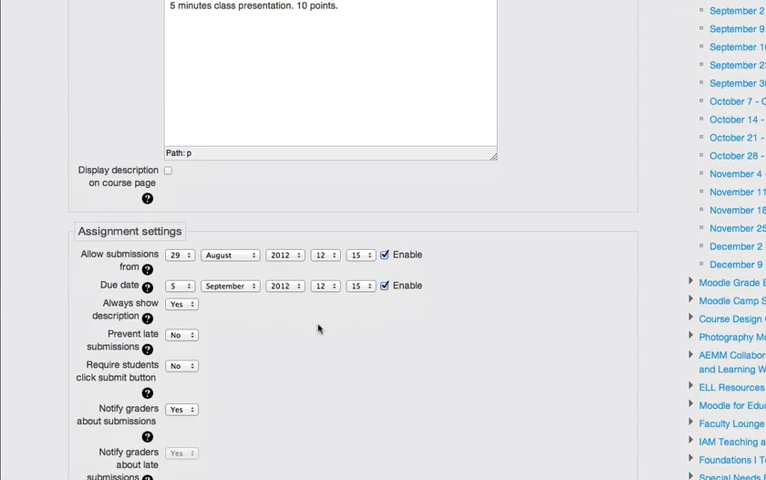 5 minutes class presentation. 10 points.
Path: p
Display description
on course page
?
Assignment settings
Allow submissions
from ?
29 August 2012 12 15 Enable
Due date ?
5 September 2012 12 15 Enable
Always show
description ?
Yes
Prevent late
submissions ?
No
Require students
click submit button
?
No
Notify graders
about submissions
?
Yes
Notify graders
about late
submissions ?
Yes
September 2
September 9
September
September
September
October 7 -
October 14 -
October 21 -
October 28 -
November 4 -
November 11
November 18
November 25
December 2
December 9
Moodle Grade
Moodle Camp
Course Design
Photography
AEMM
and Learning
ELL Resources
Moodle for
Faculty Lounge
IAM Teaching
Foundations I
Special Needs